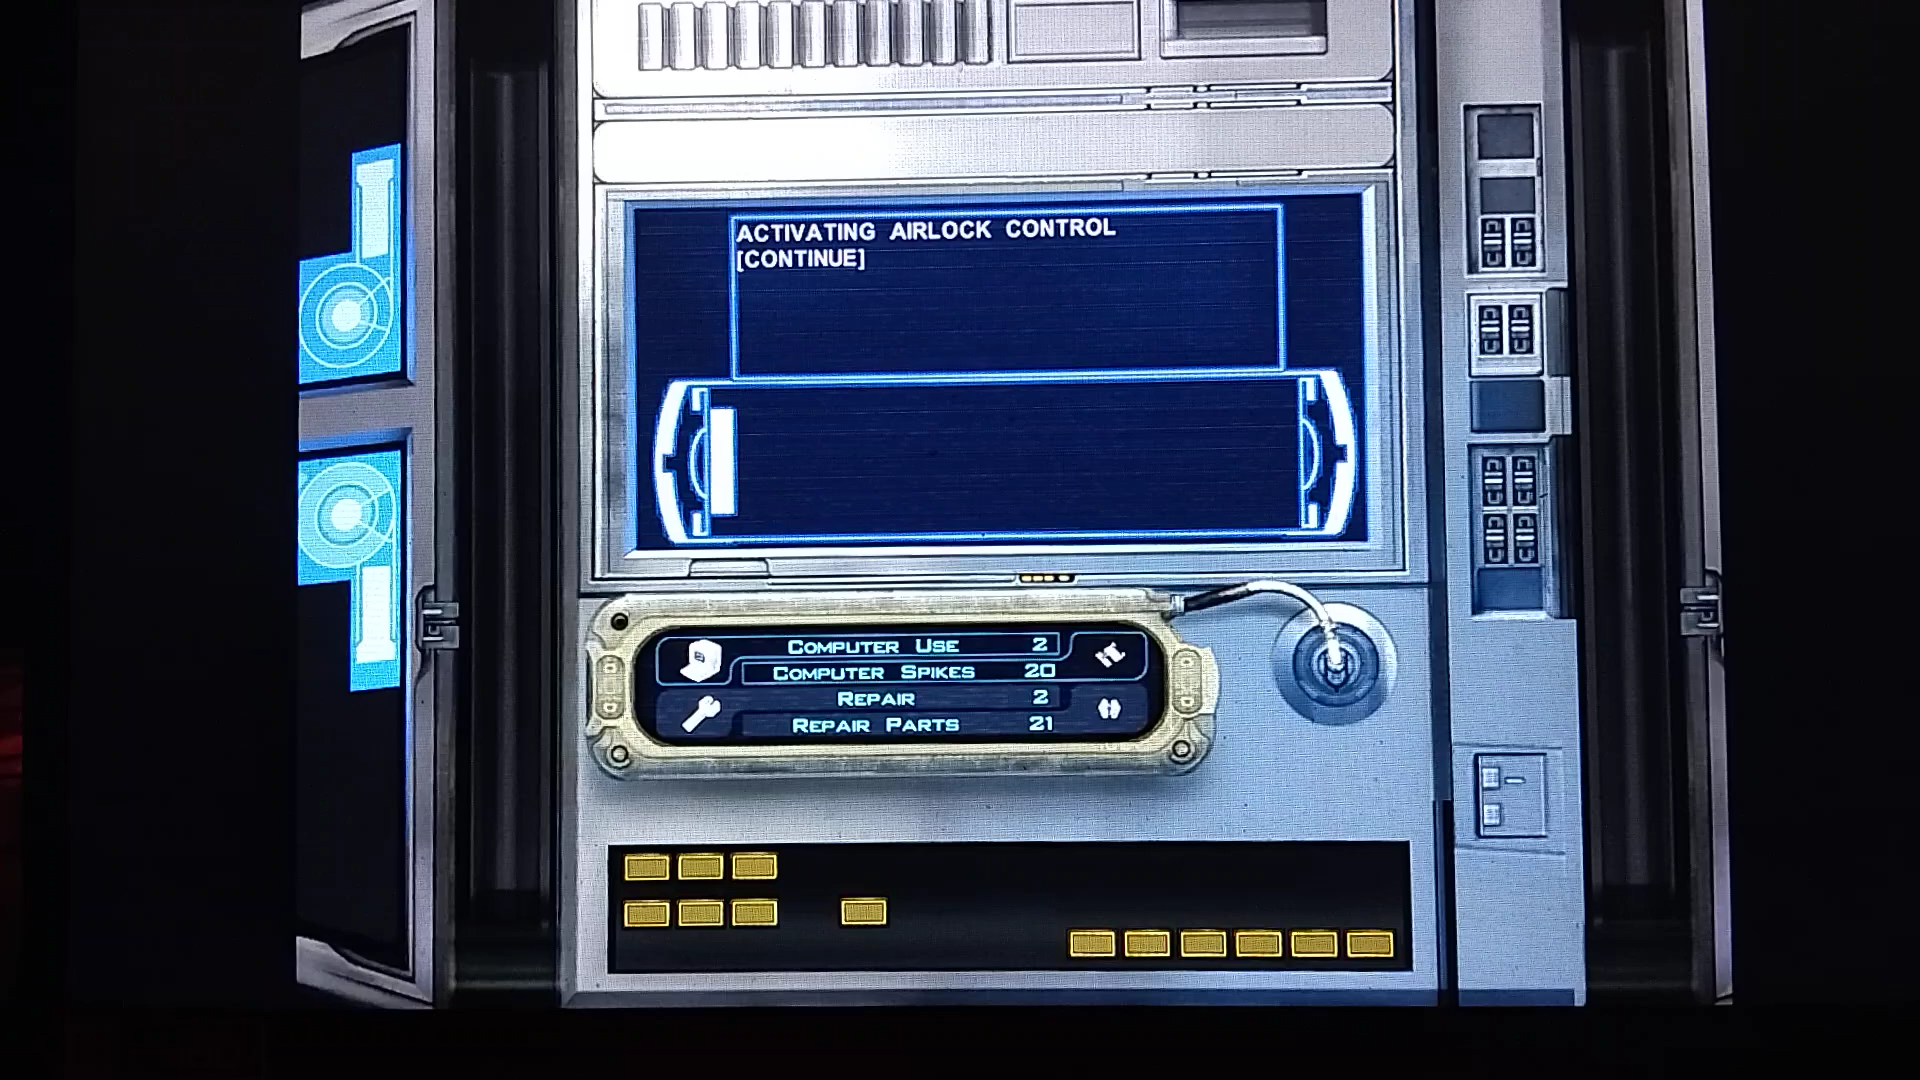 ACTIVATING AIRLOCK CONTROL
[CONTINUE]
COMPUTER USE 2
COMPUTER SPIKES 20
REPAIR 2
REPAIR PARTS 21